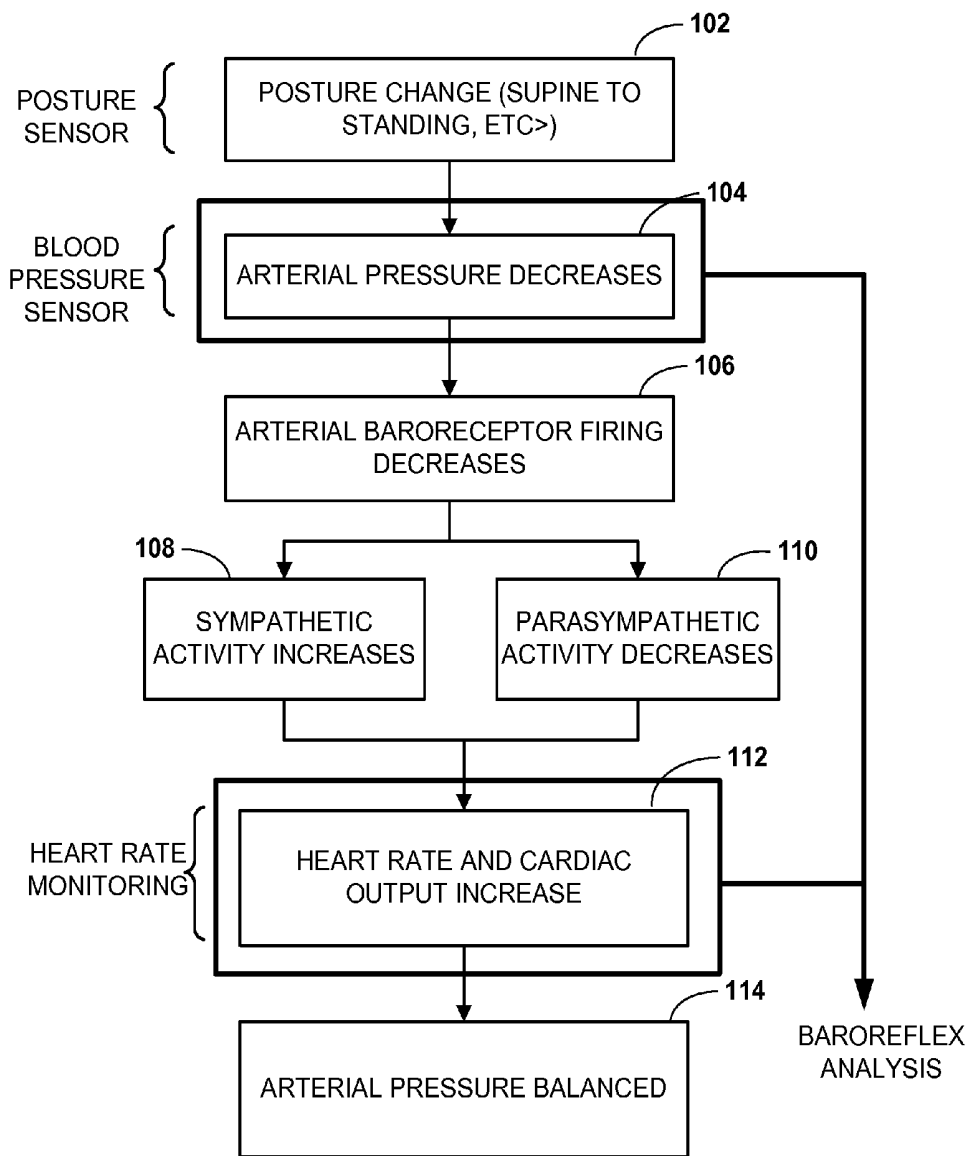 102
POSTURE
SENSOR
POSTURE CHANGE (SUPINE TO
STANDING, ETC>)
104
BLOOD
PRESSURE
SENSOR
ARTERIAL PRESSURE DECREASES
106
ARTERIAL BARORECEPTOR FIRING
DECREASES
108
SYMPATHETIC
ACTIVITY INCREASES
110
PARASYMPATHETIC
ACTIVITY DECREASES
112
HEART RATE
MONITORING
HEART RATE AND CARDIAC
OUTPUT INCREASE
114
ARTERIAL PRESSURE BALANCED
BAROREFLEX
ANALYSIS